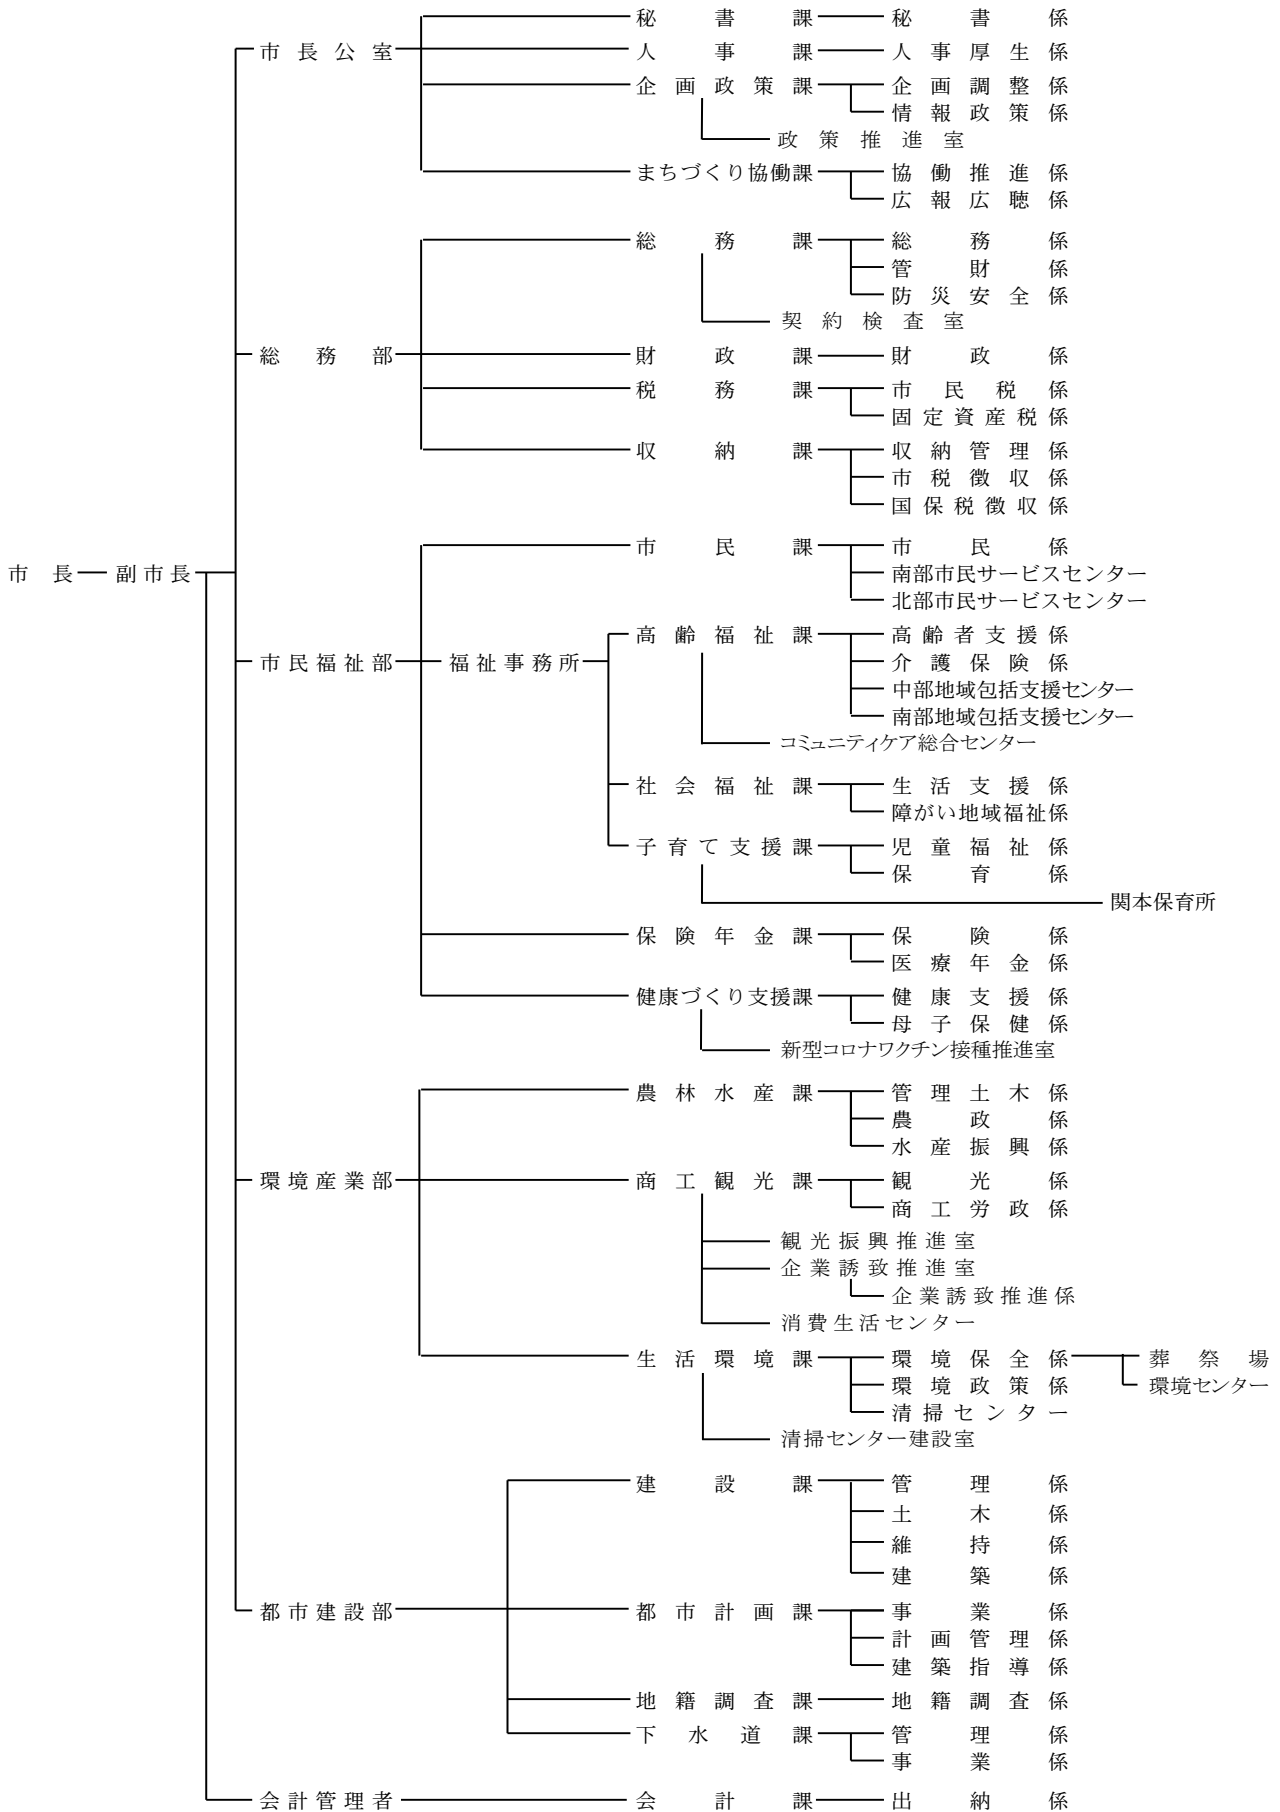 秘書課 秘書係
市長公室 人事課 人事厚生係
企画政策課 企画調整係
情報政策係
政策推進室
まちづくり協働課 協働推進係
広報広聴係
総務課 総務係
管財係
防災安全係
契約検査室
総務部 財政課 財政係
税務課 市民税係
固定資産税係
収納課 収納管理係
市税徴収係
国保税徴収係
市民課 市民係
市長 副市長 南部市民サービスセンター
北部市民サービスセンター
高齢福祉課 高齢者支援係
市民福祉部 福祉事務所 介護保険係
中部地域包括支援センター
南部地域包括支援センター
コミュニティケア総合センター
社会福祉課 生活支援係
障がい地域福祉係
子育て支援課 児童福祉係
保育係
関本保育所
保険年金課 保険係
医療年金係
健康づくり支援課 健康支援係
母子保健係
新型コロナワクチン接種推進室
農林水産課 管理土木係
農政係
水産振興係
環境産業部 商工観光課 観光係
商工労政係
観光振興推進室
企業誘致推進室
企業誘致推進係
消費生活センター
生活環境課 環境保全係 葬祭場
環境政策係 環境センター
清掃センター
清掃センター建設室
建設課 管理係
土木係
維持係
建築係
都市建設部 都市計画課 事業係
計画管理係
建築指導係
地籍調査課 地籍調査係
下水道課 管理係
事業係
会計管理者 会計課 出納係